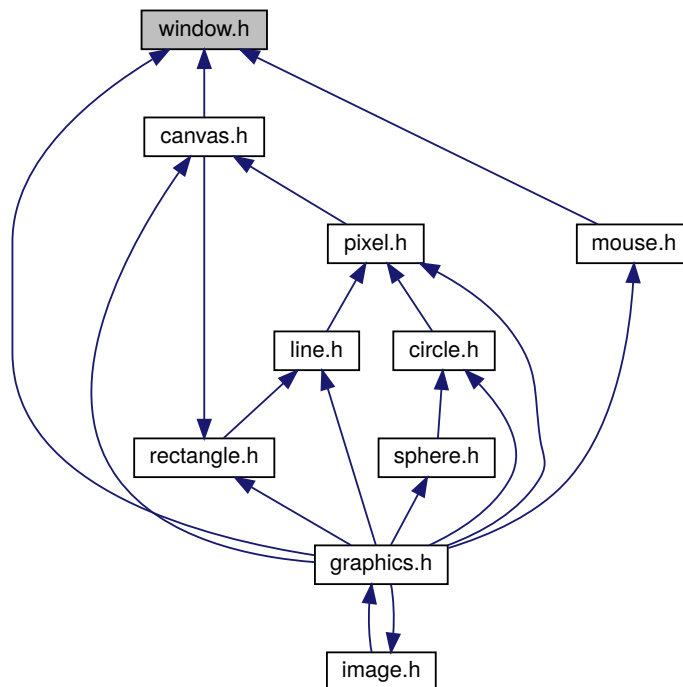 window.h
canvas.h
pixel.h
mouse.h
line.h
circle.h
rectangle.h
sphere.h
graphics.h
image.h